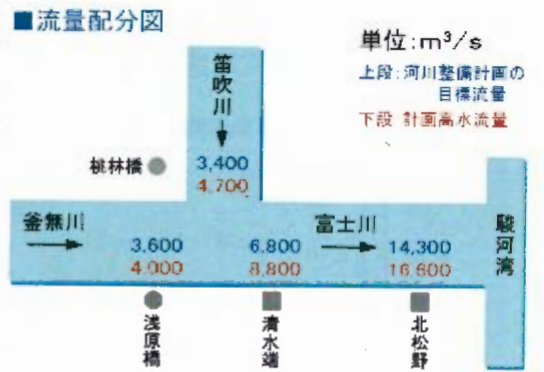 ■流量配分図
単位:m³/s
上段:河川整備計画の
目標流量
下段 計画高水流量
笛吹川
桃林橋
3,400
4,700
釜無川
富士川
駿河湾
3,600
6,800
14,300
4,000
8,800
16,600
浅原橋
清水端
北松野